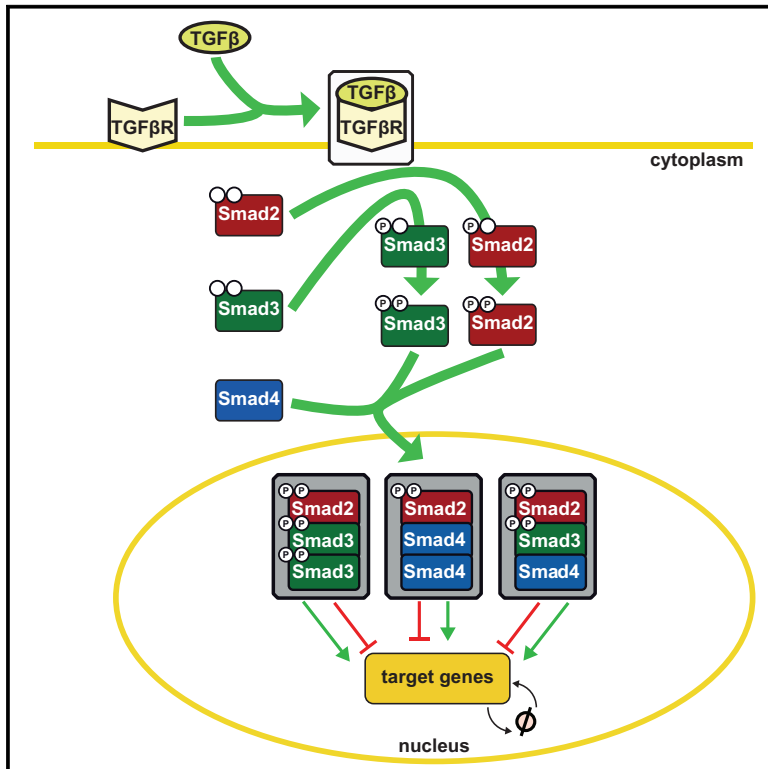 TGFβ
TGFβ
TGFβR
TGFβR
cytoplasm
Smad2
P
Smad3
P
Smad2
Smad3
P P
Smad3
P P
Smad2
Smad4
P P
Smad2
P P
Smad3
P P
Smad3
P P
Smad2
Smad4
Smad4
P P
Smad2
P P
Smad3
Smad4
target genes
ϕ
nucleus